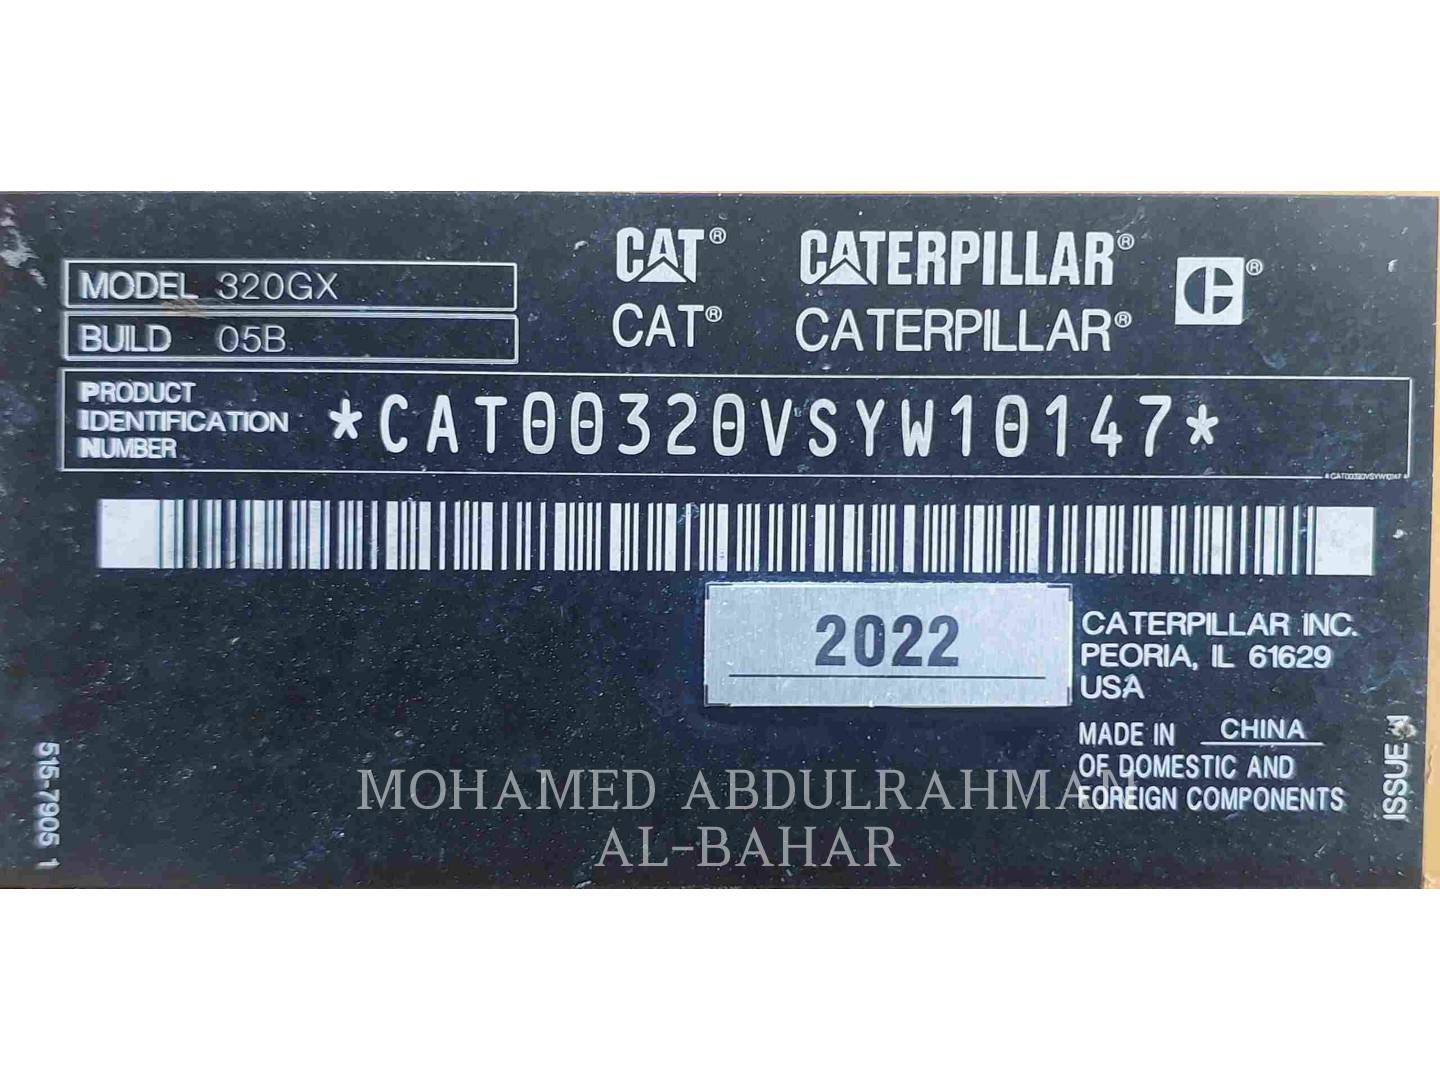 MODEL 320GX
BUILD 05B
CAT® CATERPILLAR® C®
CAT® CATERPILLAR®
PRODUCT
IDENTIFICATION
NUMBER
*CAT00320VSYW10147*
*CAT00320VSYW10147*
2022
CATERPILLAR INC.
PEORIA, IL 61629
USA
MADE IN CHINA
OF DOMESTIC AND
FOREIGN COMPONENTS
515-7905 1
ISSUE
MOHAMED ABDULRAHMAN
AL-BAHAR